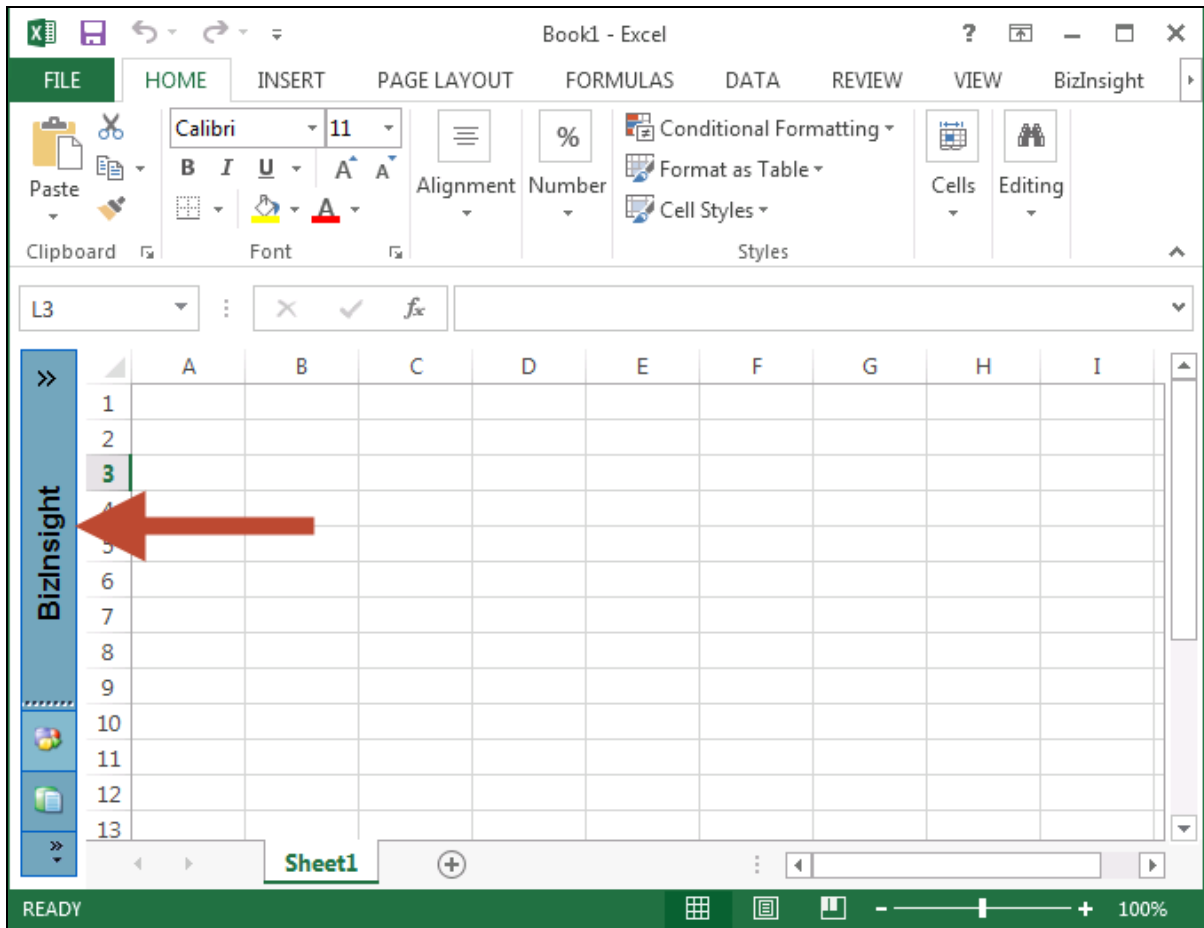 Book1 - Excel ?
FILE HOME INSERT PAGE LAYOUT FORMULAS DATA REVIEW VIEW BizInsight
Calibri 11 % Conditional Formatting
B I U A A Format as Table
Paste Alignment Number Cells Editing
A Cell Styles
Clipboard Font Styles
L3 fx
A B C D E F G H I
1
2
3
BizInsight
6
7
8
9
10
11
12
13
Sheet1
READY 100%